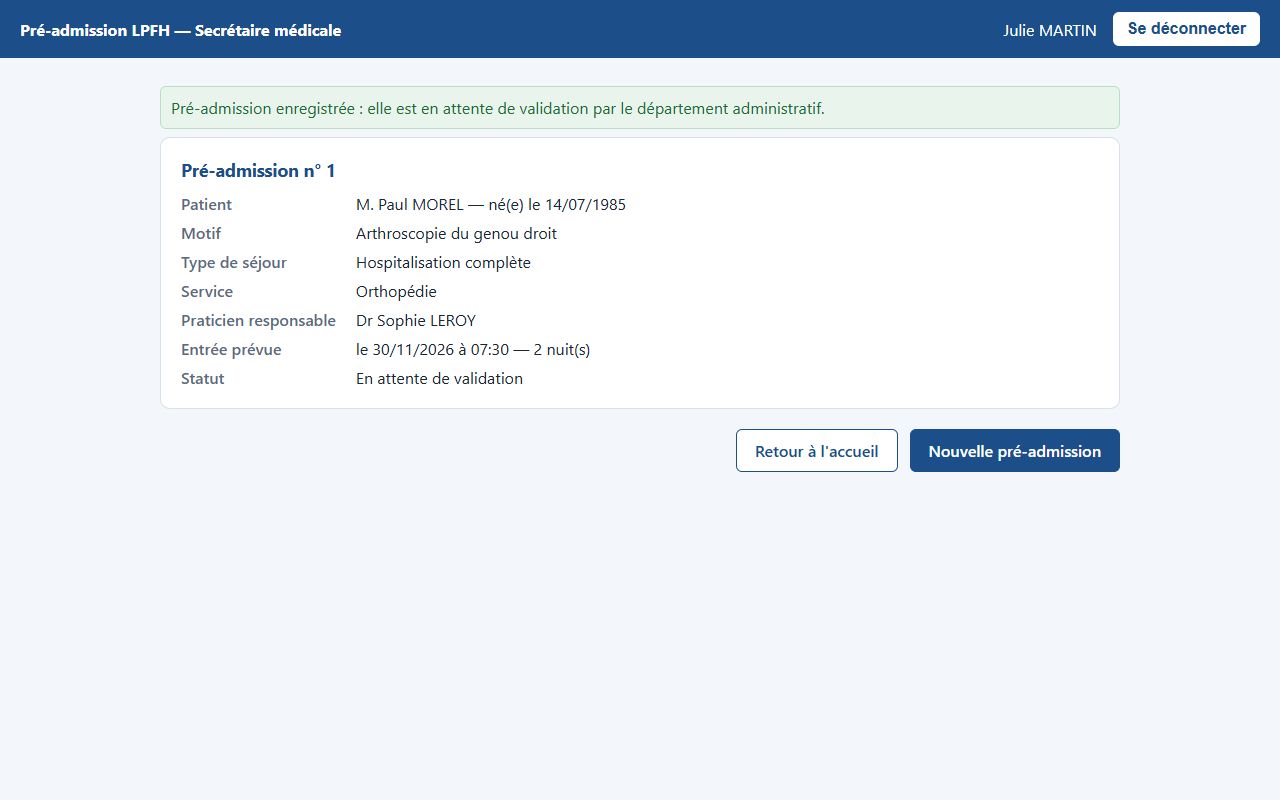 Pré-admission LPFH — Secrétaire médicale
Julie MARTIN
Se déconnecter
Pré-admission enregistrée : elle est en attente de validation par le département administratif.
Pré-admission n° 1
Patient M. Paul MOREL — né(e) le 14/07/1985
Motif Arthroscopie du genou droit
Type de séjour Hospitalisation complète
Service Orthopédie
Praticien responsable Dr Sophie LEROY
Entrée prévue le 30/11/2026 à 07:30 — 2 nuit(s)
Statut En attente de validation
Retour à l'accueil
Nouvelle pré-admission